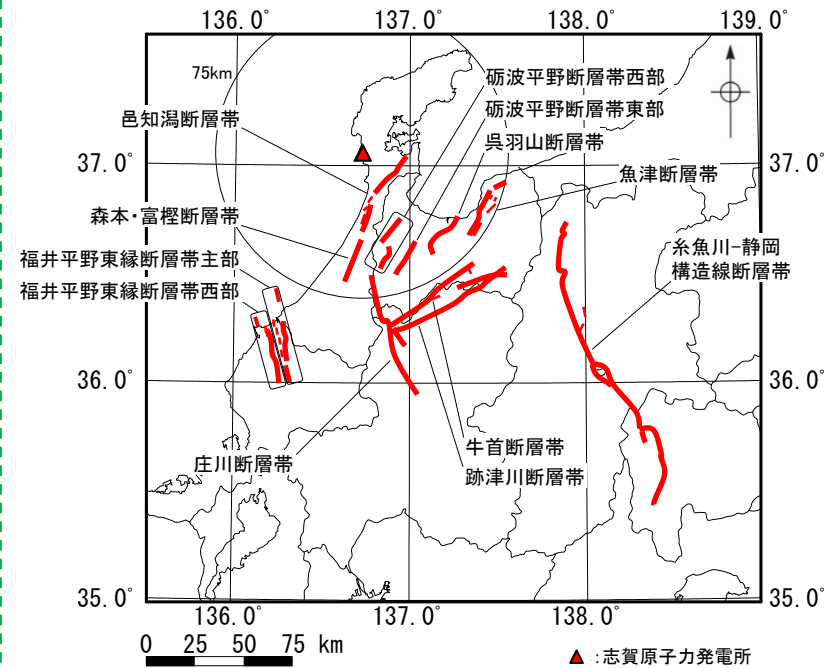 136.0゜
137.0゜
138.0゜
139.0゜
75km
砺波平野断層帯西部
砺波平野断層帯東部
呉羽山断層帯
邑知潟断層帯
37.0゜
37.0゜
魚津断層帯
森本・富樫断層帯
福井平野東縁断層帯主部
福井平野東縁断層帯西部
糸魚川-静岡
構造線断層帯
36.0゜
36.0゜
牛首断層帯
跡津川断層帯
庄川断層帯
35.0゜
35.0゜
136.0゜
137.0゜
138.0゜
0 25 50 75 km
▲ :志賀原子力発電所